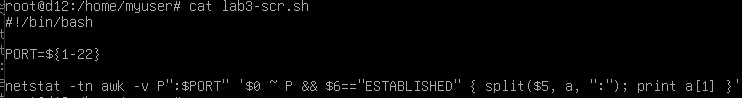 root@d12:/home/myuser# cat lab3-scr.sh
#!/bin/bash
PORT=${1-22}
netstat -tn awk -v P":$PORT" '$0 ~ P && $6=="ESTABLISHED" { split($5, a, ":"); print a[1] }'